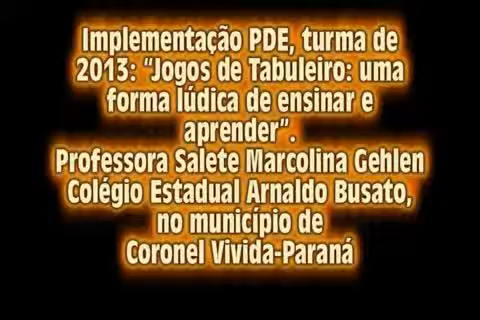 Implementação PDE, turma de
2013: “Jogos de Tabuleiro: uma
forma lúdica de ensinar e
aprender”.
Professora Salete Marcolina Gehlen
Colégio Estadual Arnaldo Busato,
no município de
Coronel Vivida-Paraná